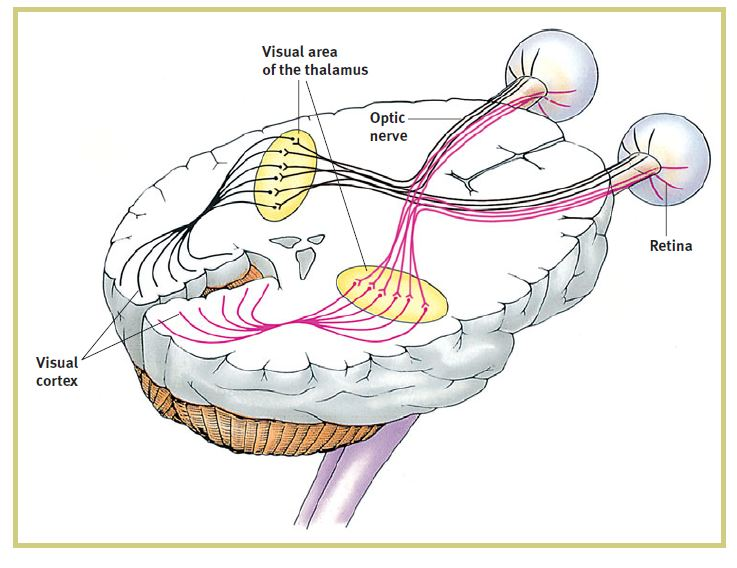 Visual area
of the thalamus
Optic
nerve
Retina
Visual
cortex